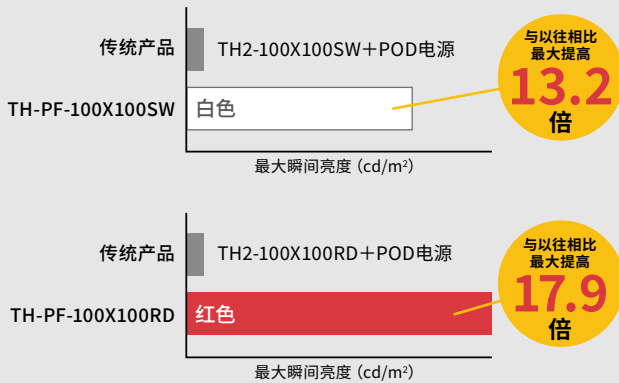 传统产品
TH2-100X100SW＋POD电源
TH-PF-100X100SW
白色
最大瞬间亮度（cd/m²）
与以往相比
最大提高
13.2
倍
传统产品
TH2-100X100RD＋POD电源
TH-PF-100X100RD
红色
最大瞬间亮度（cd/m²）
与以往相比
最大提高
17.9
倍